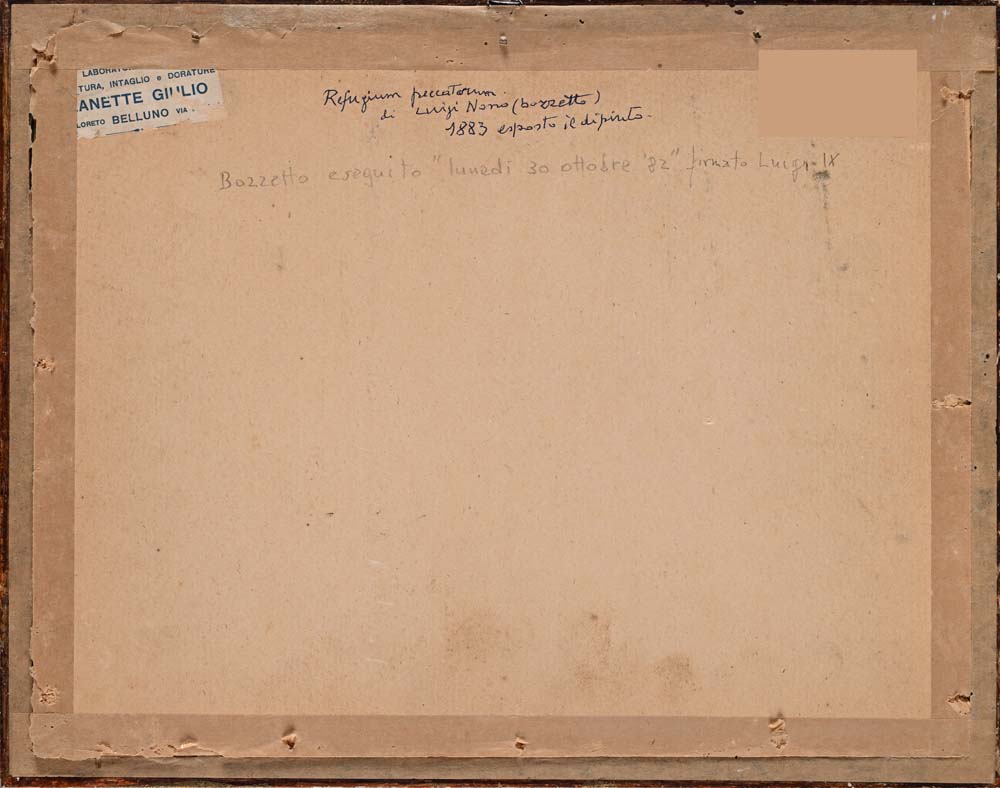 LABORATO
TURA, INTAGLIO e DORATURE
ANETTE GIULIO
LORETO BELLUNO VIA
Refugium peccatorum.
di Luigi Nono (bozzetto)
1883 esposto il dipinto.
Bozzetto eseguito "lunedì 30 ottobre '82" firmato Luigi IX